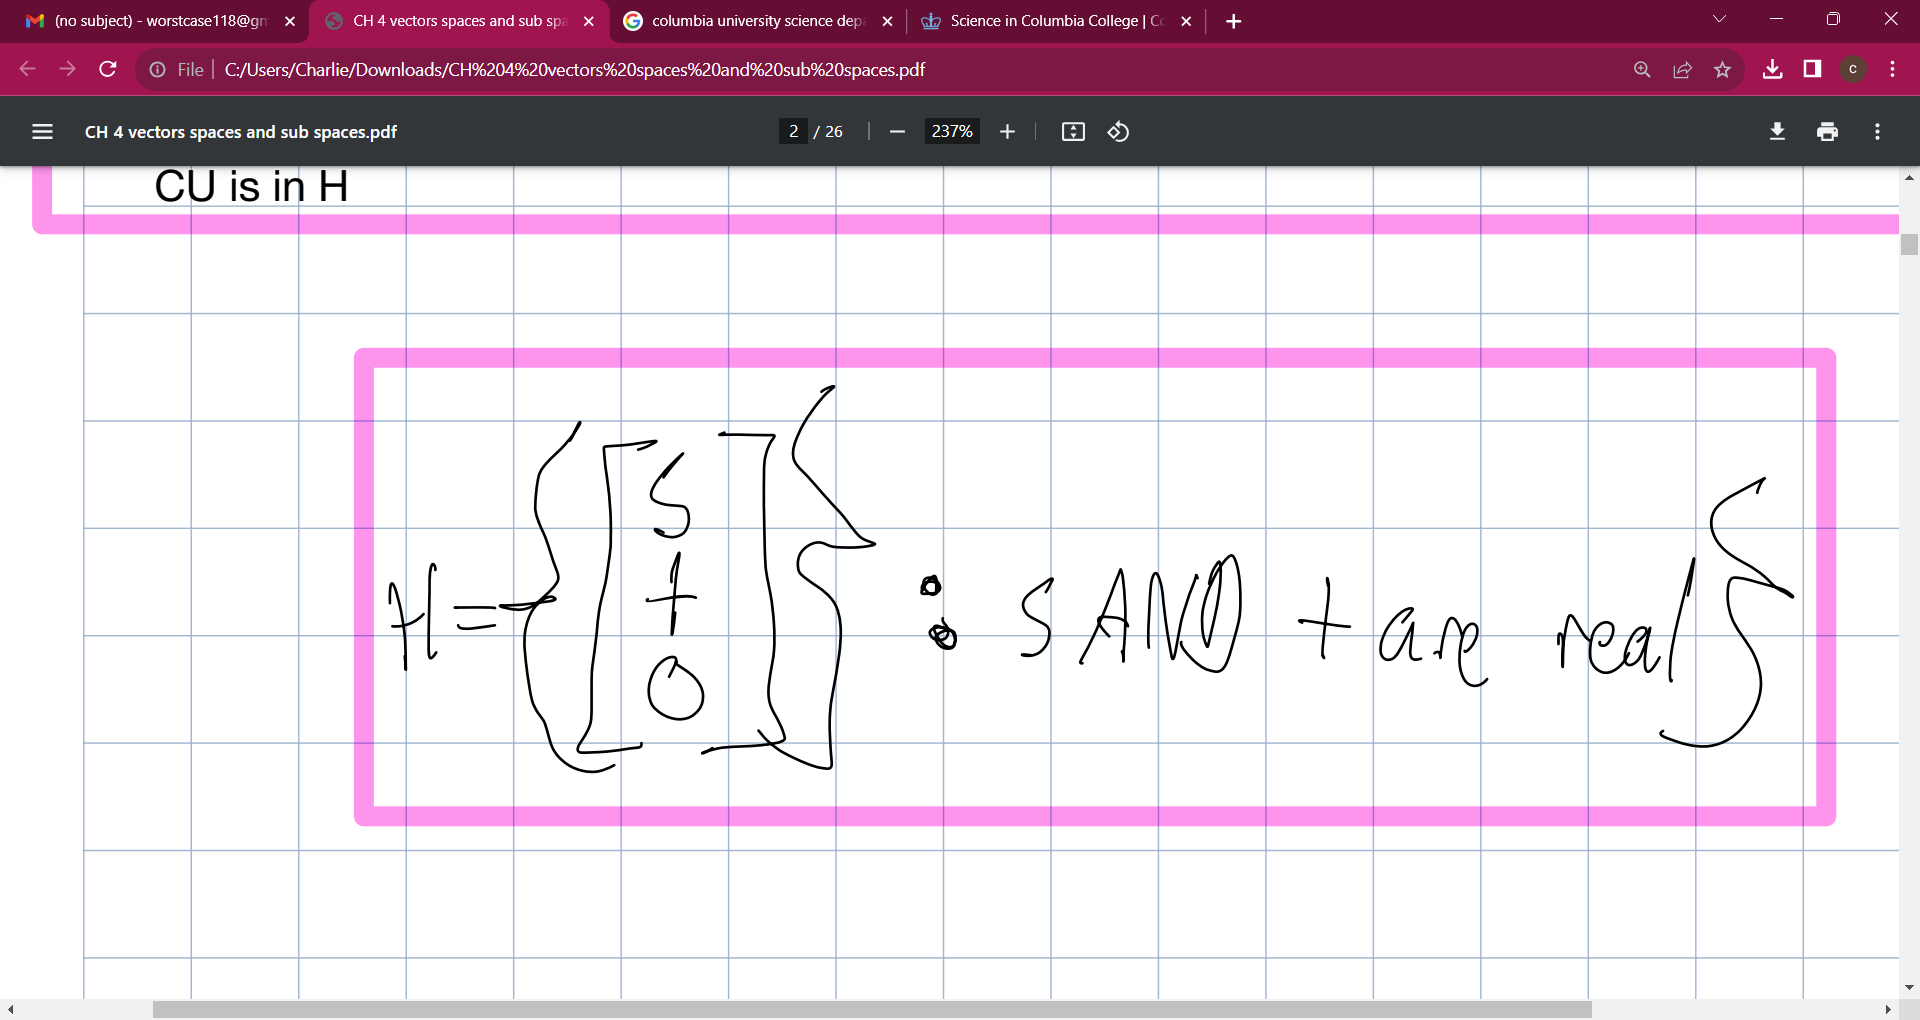 (no subject) - worstcase118@gm
CH 4 vectors spaces and sub spa
columbia university science depa
Science in Columbia College | Co
File
C:/Users/Charlie/Downloads/CH%204%20vectors%20spaces%20and%20sub%20spaces.pdf
c
CH 4 vectors spaces and sub spaces.pdf
2 / 26
237%
CU is in H
H = { [ s
t
0 ] } : s AND t are real }